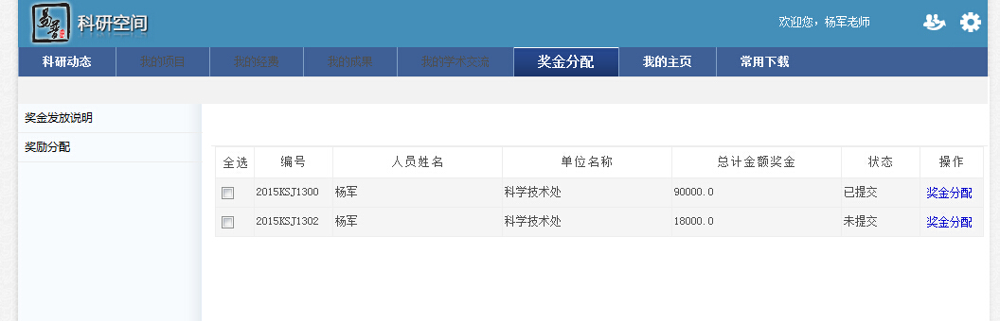 易普 科研空间 欢迎您，杨军老师
科研动态 我的项目 我的经费 我的成果 我的学术交流 奖金分配 我的主页 常用下载
奖金发放说明
奖励分配
全选 编号 人员姓名 单位名称 总计金额奖金 状态 操作
2015KSJ1300 杨军 科学技术处 90000.0 已提交 奖金分配
2015KSJ1302 杨军 科学技术处 18000.0 未提交 奖金分配